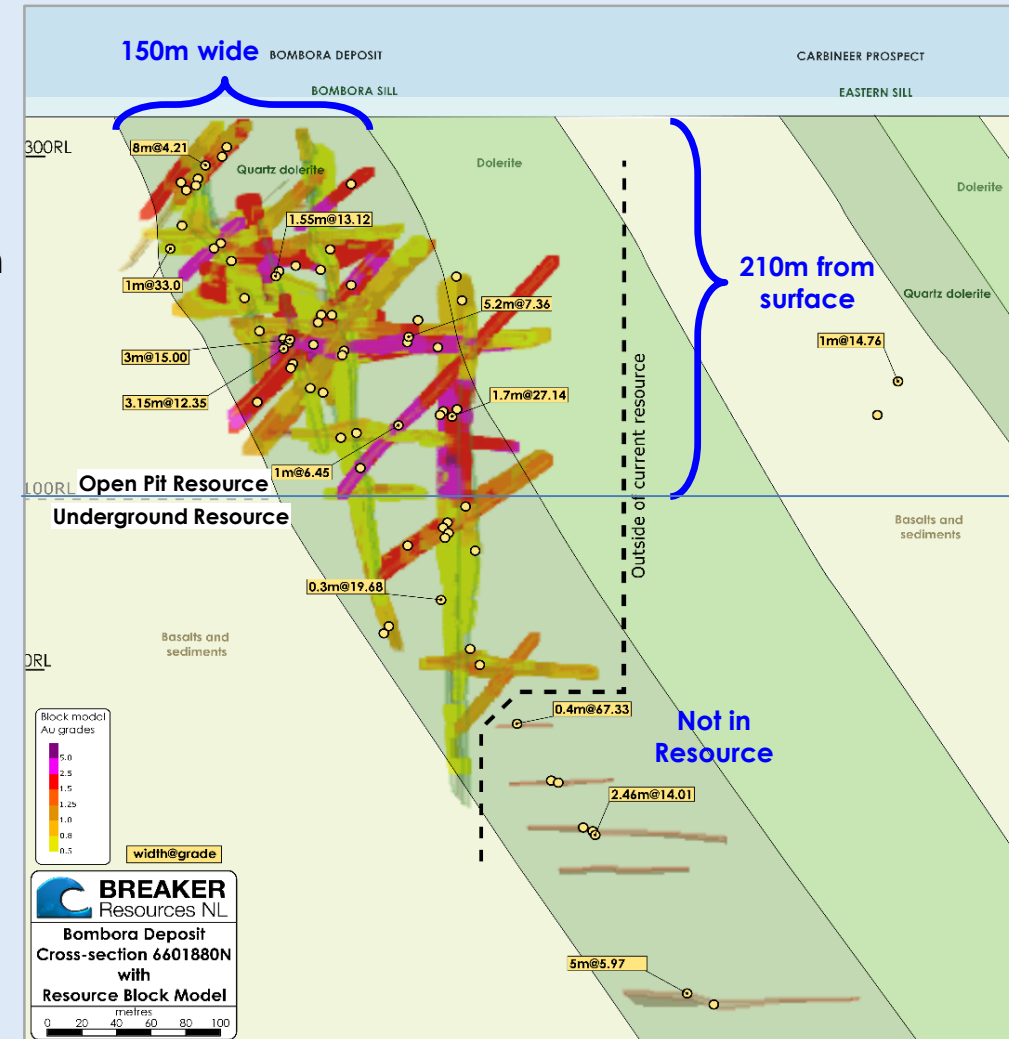 150m wide
BOMBORA DEPOSIT
CARBINEER PROSPECT
BOMBORA SILL
EASTERN SILL
300RL
8m@4.21
Quartz dolerite
Dolerite
Dolerite
1.55m@13.12
1m@33.0
210m from
surface
Quartz dolerite
5.2m@7.36
1m@14.76
3m@15.00
3.15m@12.35
1.7m@27.14
Outside of current resource
1m@6.45
100RL
Open Pit Resource
Underground Resource
Basalts and
sediments
0.3m@19.68
Basalts and
sediments
0RL
0.4m@67.33
Not in
Resource
Block model
Au grades
5.0
2.5
1.5
1.25
1.0
0.8
0.5
2.46m@14.01
width@grade
BREAKER
Resources NL
Bombora Deposit
Cross-section 6601880N
with
Resource Block Model
metres
0 20 40 60 80 100
5m@5.97